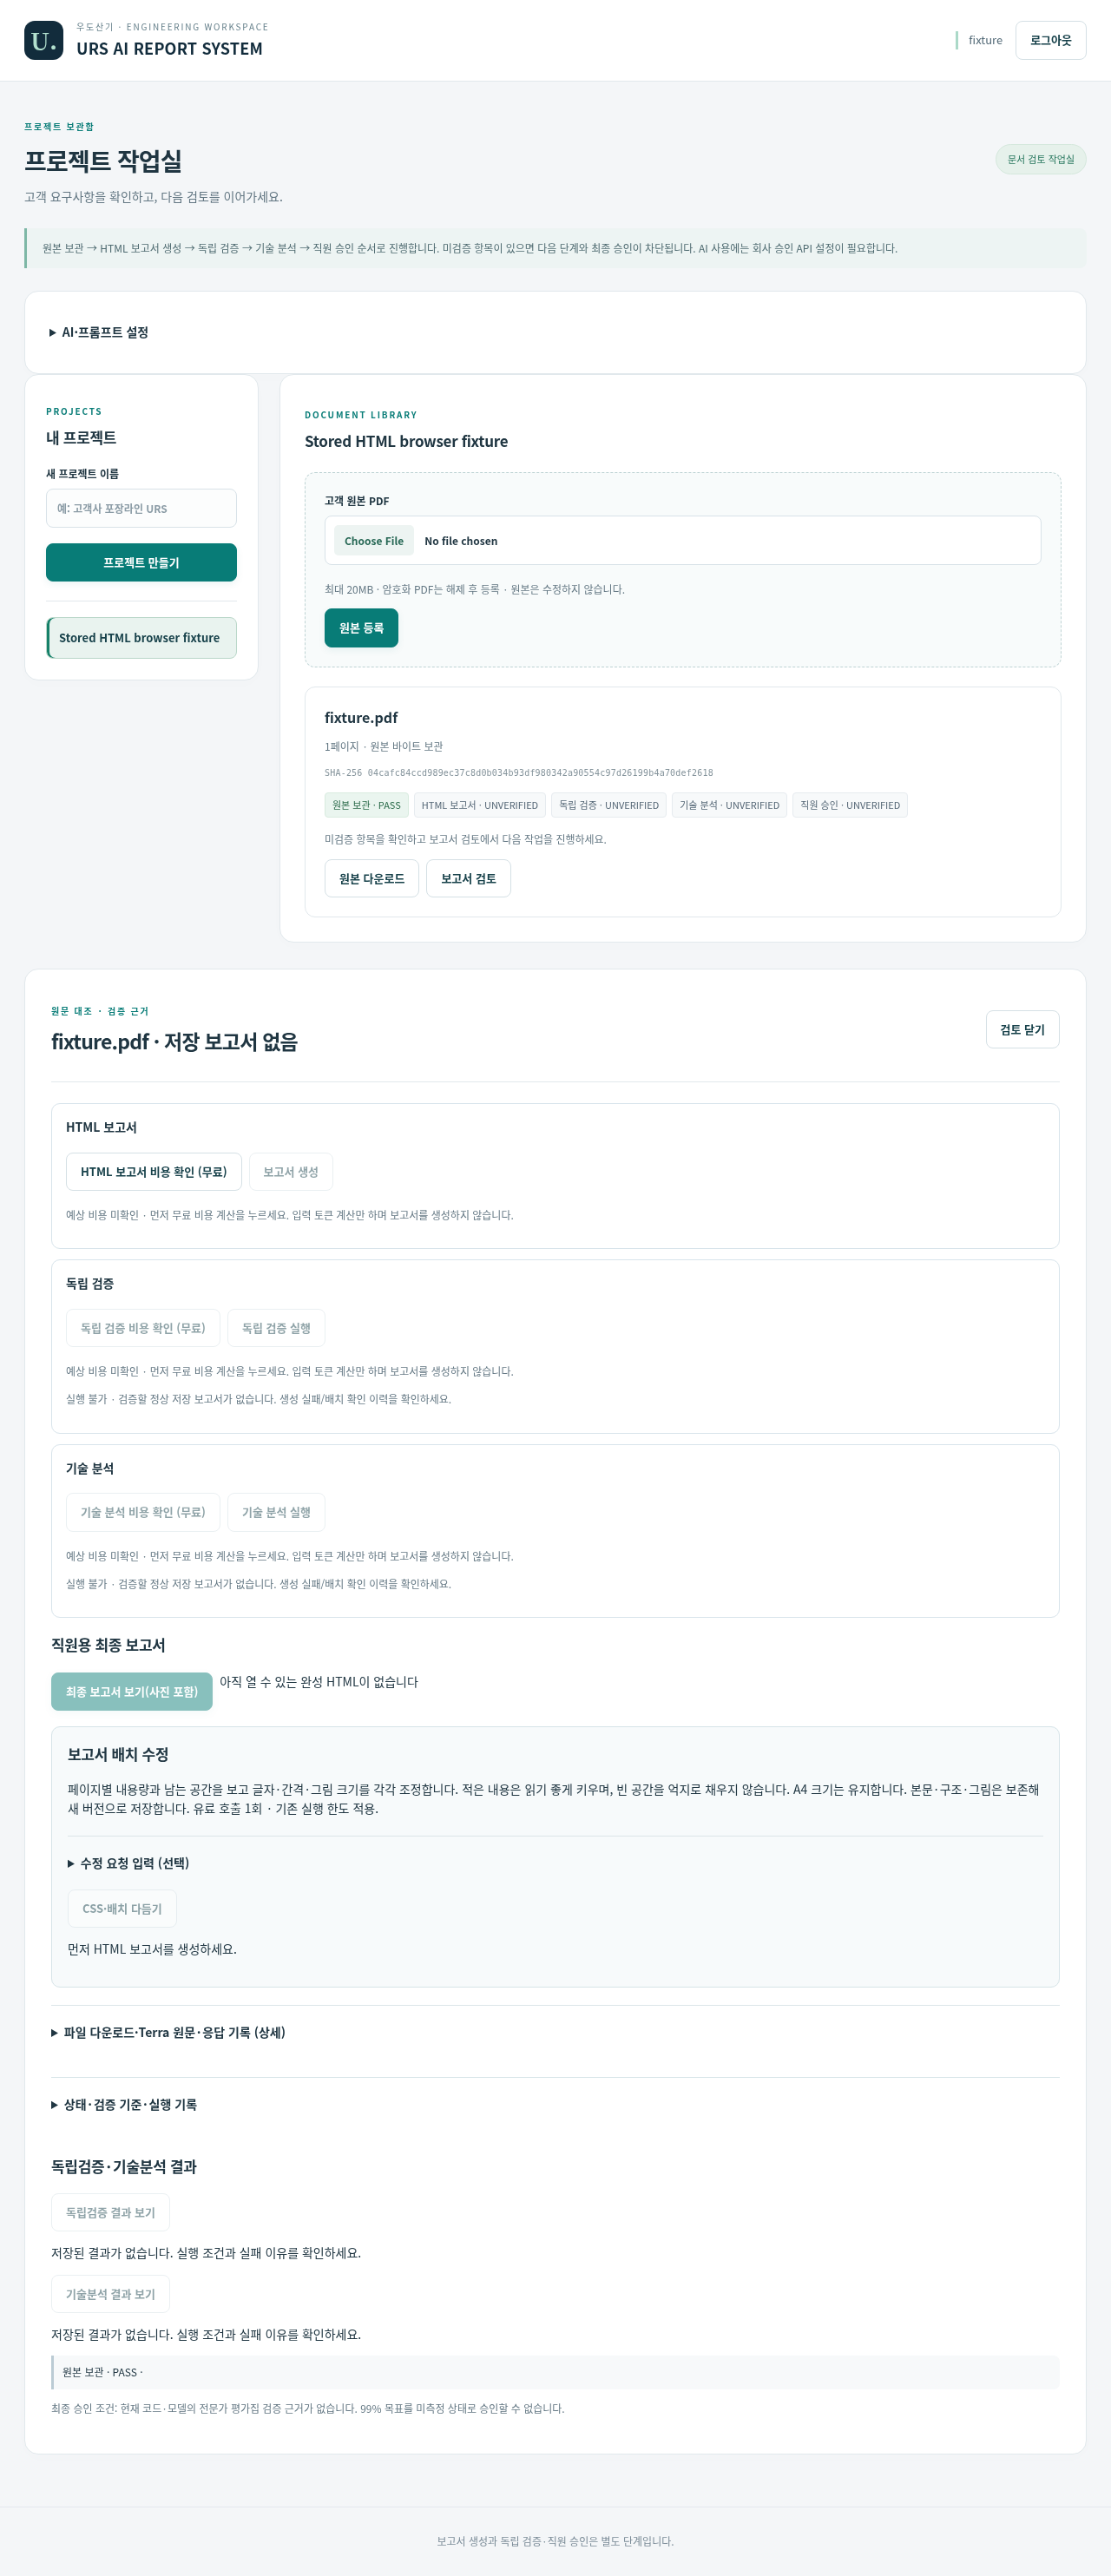 U.
우도산기 · ENGINEERING WORKSPACE
URS AI REPORT SYSTEM
fixture
로그아웃
프로젝트 보관함
프로젝트 작업실
고객 요구사항을 확인하고, 다음 검토를 이어가세요.
문서 검토 작업실
원본 보관 → HTML 보고서 생성 → 독립 검증 → 기술 분석 → 직원 승인 순서로 진행합니다. 미검증 항목이 있으면 다음 단계와 최종 승인이 차단됩니다. AI 사용에는 회사 승인 API 설정이 필요합니다.
▶ AI·프롬프트 설정
PROJECTS
내 프로젝트
새 프로젝트 이름
예: 고객사 포장라인 URS
프로젝트 만들기
Stored HTML browser fixture
DOCUMENT LIBRARY
Stored HTML browser fixture
고객 원본 PDF
Choose File No file chosen
최대 20MB · 암호화 PDF는 해제 후 등록 · 원본은 수정하지 않습니다.
원본 등록
fixture.pdf
1페이지 · 원본 바이트 보관
SHA-256 04cafc84ccd989ec37c8d0b034b93df980342a90554c97d26199b4a70def2618
원본 보관 · PASS
HTML 보고서 · UNVERIFIED
독립 검증 · UNVERIFIED
기술 분석 · UNVERIFIED
직원 승인 · UNVERIFIED
미검증 항목을 확인하고 보고서 검토에서 다음 작업을 진행하세요.
원본 다운로드
보고서 검토
원문 대조 · 검증 근거
fixture.pdf · 저장 보고서 없음
검토 닫기
HTML 보고서
HTML 보고서 비용 확인 (무료)
보고서 생성
예상 비용 미확인 · 먼저 무료 비용 계산을 누르세요. 입력 토큰 계산만 하며 보고서를 생성하지 않습니다.
독립 검증
독립 검증 비용 확인 (무료)
독립 검증 실행
예상 비용 미확인 · 먼저 무료 비용 계산을 누르세요. 입력 토큰 계산만 하며 보고서를 생성하지 않습니다.
실행 불가 · 검증할 정상 저장 보고서가 없습니다. 생성 실패/배치 확인 이력을 확인하세요.
기술 분석
기술 분석 비용 확인 (무료)
기술 분석 실행
예상 비용 미확인 · 먼저 무료 비용 계산을 누르세요. 입력 토큰 계산만 하며 보고서를 생성하지 않습니다.
실행 불가 · 검증할 정상 저장 보고서가 없습니다. 생성 실패/배치 확인 이력을 확인하세요.
직원용 최종 보고서
최종 보고서 보기(사진 포함)
아직 열 수 있는 완성 HTML이 없습니다
보고서 배치 수정
페이지별 내용량과 남는 공간을 보고 글자·간격·그림 크기를 각각 조정합니다. 적은 내용은 읽기 좋게 키우며, 빈 공간을 억지로 채우지 않습니다. A4 크기는 유지합니다. 본문·구조·그림은 보존해
새 버전으로 저장합니다. 유료 호출 1회 · 기존 실행 한도 적용.
▶ 수정 요청 입력 (선택)
CSS·배치 다듬기
먼저 HTML 보고서를 생성하세요.
▶ 파일 다운로드·Terra 원문·응답 기록 (상세)
▶ 상태·검증 기준·실행 기록
독립검증·기술분석 결과
독립검증 결과 보기
저장된 결과가 없습니다. 실행 조건과 실패 이유를 확인하세요.
기술분석 결과 보기
저장된 결과가 없습니다. 실행 조건과 실패 이유를 확인하세요.
원본 보관 · PASS ·
최종 승인 조건: 현재 코드·모델의 전문가 평가집 검증 근거가 없습니다. 99% 목표를 미측정 상태로 승인할 수 없습니다.
보고서 생성과 독립 검증·직원 승인은 별도 단계입니다.